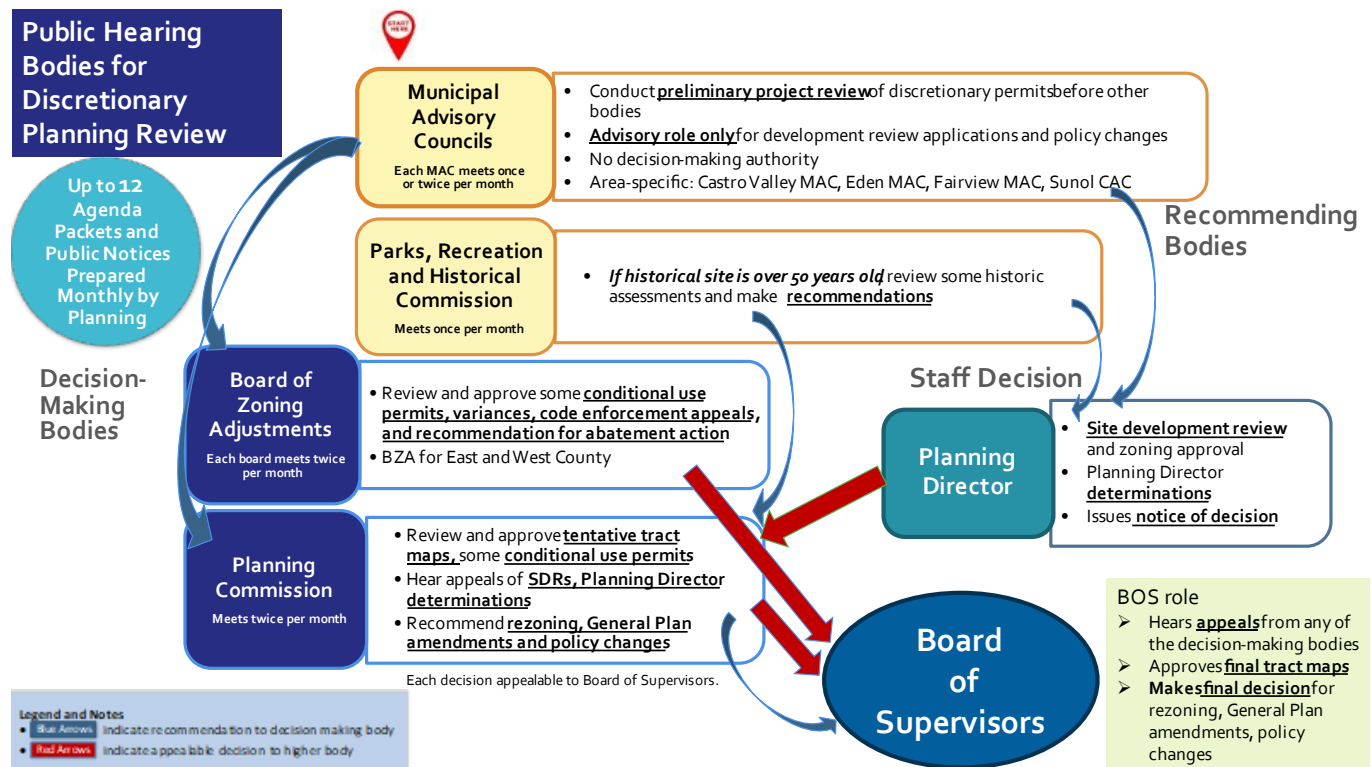 Public Hearing
Bodies for
Discretionary
Planning Review
START
HERE
Up to 12
Agenda
Packets and
Public Notices
Prepared
Monthly by
Planning
Municipal
Advisory
Councils
Each MAC meets once
or twice per month
• Conduct preliminary project review of discretionary permits before other
bodies
• Advisory role only for development review applications and policy changes
• No decision-making authority
• Area-specific: Castro Valley MAC, Eden MAC, Fairview MAC, Sunol CAC
Recommending
Bodies
Parks, Recreation
and Historical
Commission
Meets once per month
• If historical site is over 50 years old, review some historic
assessments and make recommendations
Decision-
Making
Bodies
Board of
Zoning
Adjustments
Each board meets twice
per month
• Review and approve some conditional use
permits, variances, code enforcement appeals,
and recommendation for abatement action
• BZA for East and West County
Staff Decision
Planning
Director
• Site development review
and zoning approval
• Planning Director
determinations
• Issues notice of decision
Planning
Commission
Meets twice per month
• Review and approve tentative tract
maps, some conditional use permits
• Hear appeals of SDRs, Planning Director
determinations
• Recommend rezoning, General Plan
amendments and policy changes
Each decision appealable to Board of Supervisors.
Board
of
Supervisors
BOS role
➢ Hears appeals from any of
the decision-making bodies
➢ Approves final tract maps
➢ Makes final decision for
rezoning, General Plan
amendments, policy
changes
Legend and Notes
• Blue Arrows indicate recommendation to decision making body
• Red Arrows indicate appealable decision to higher body